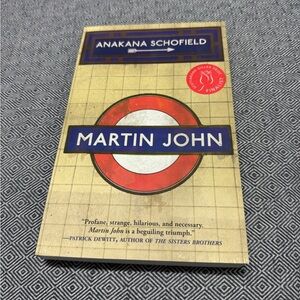 ANAKANA SCHOFIELD
FINALIST
MARTIN JOHN
"Profane, strange, hilarious, and necessary.
Martin John is a beguiling triumph."
—PATRICK DEWITT, AUTHOR OF THE SISTERS BROTHERS